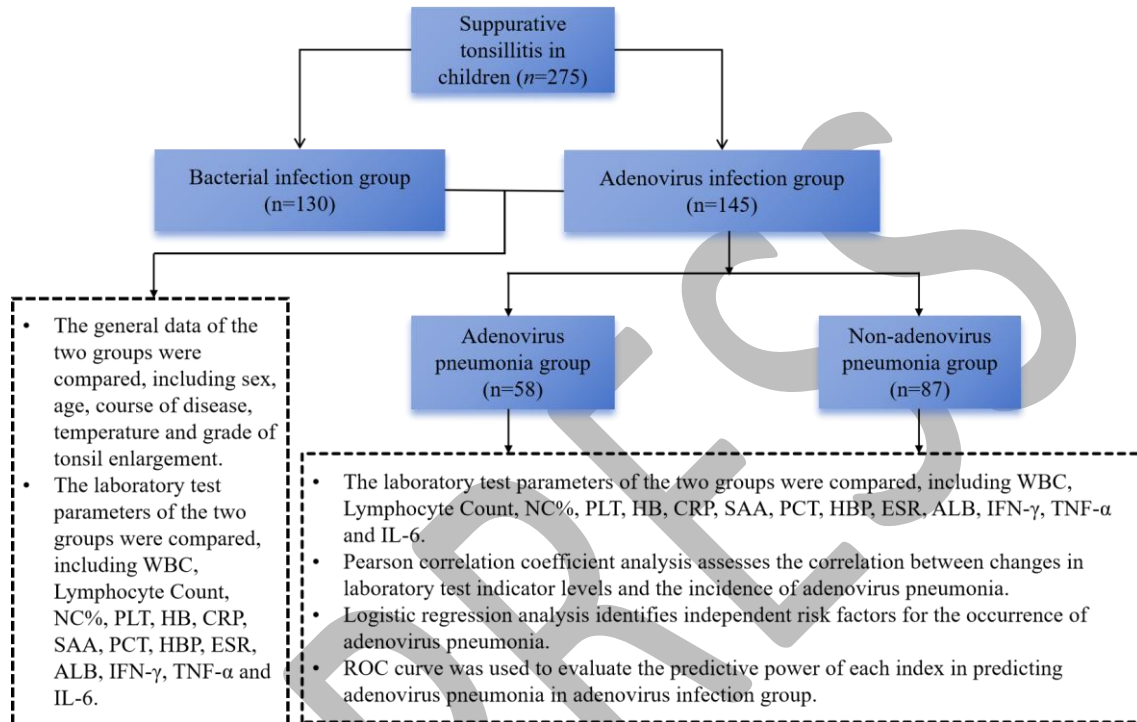 Suppurative
tonsillitis in
children (n=275)
Bacterial infection group
(n=130)
Adenovirus infection group
(n=145)
Adenovirus
pneumonia group
(n=58)
Non-adenovirus
pneumonia group
(n=87)
• The general data of the
two groups were
compared, including sex,
age, course of disease,
temperature and grade of
tonsil enlargement.
• The laboratory test
parameters of the two
groups were compared,
including WBC,
Lymphocyte Count,
NC%, PLT, HB, CRP,
SAA, PCT, HBP, ESR,
ALB, IFN-γ, TNF-α and
IL-6.
• The laboratory test parameters of the two groups were compared, including WBC,
Lymphocyte Count, NC%, PLT, HB, CRP, SAA, PCT, HBP, ESR, ALB, IFN-γ, TNF-α
and IL-6.
• Pearson correlation coefficient analysis assesses the correlation between changes in
laboratory test indicator levels and the incidence of adenovirus pneumonia.
• Logistic regression analysis identifies independent risk factors for the occurrence of
adenovirus pneumonia.
• ROC curve was used to evaluate the predictive power of each index in predicting
adenovirus pneumonia in adenovirus infection group.